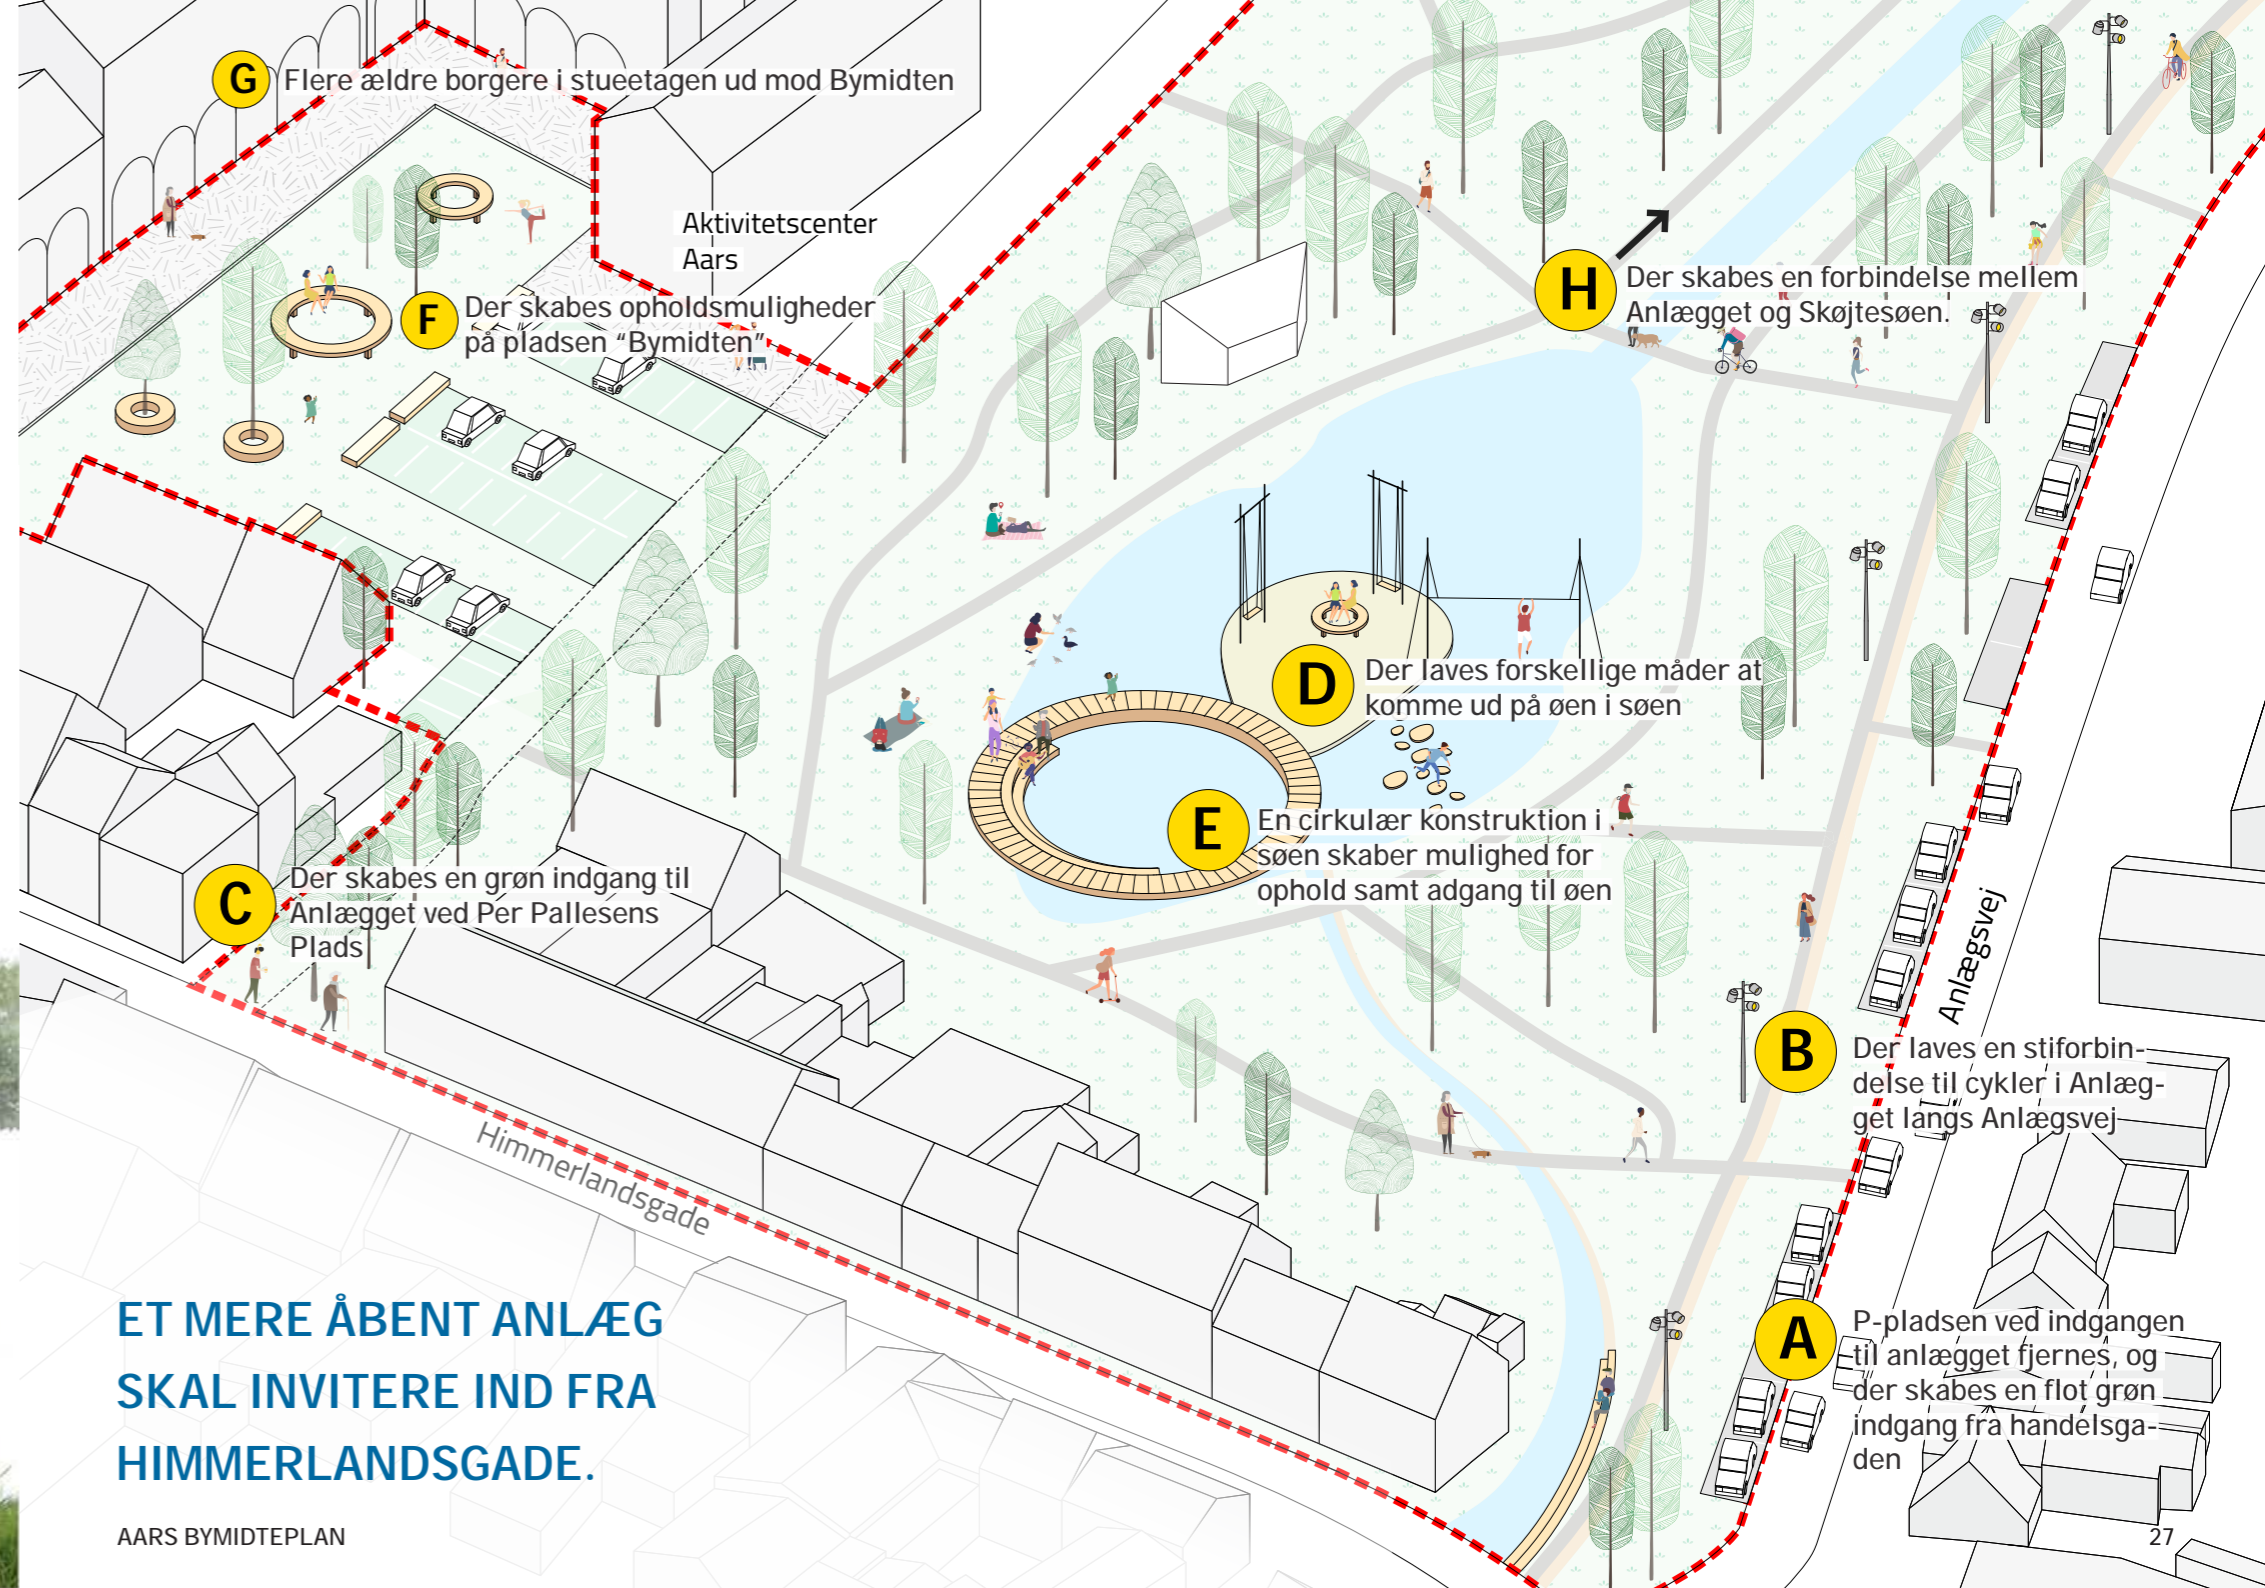 G Flere ældre borgere i stueetagen ud mod Bymidten
Aktivitetscenter
Aars
F Der skabes opholdsmuligheder
på pladsen “Bymidten”
H Der skabes en forbindelse mellem
Anlægget og Skøjtesøen.
D Der laves forskellige måder at
komme ud på øen i søen
E En cirkulær konstruktion i
søen skaber mulighed for
ophold samt adgang til øen
C Der skabes en grøn indgang til
Anlægget ved Per Pallesens
Plads
Anlægsvej
B Der laves en stiforbin-
delse til cykler i Anlæg-
get langs Anlægsvej
Himmerlandsgade
A P-pladsen ved indgangen
til anlægget fjernes, og
der skabes en flot grøn
indgang fra handelsga-
den
ET MERE ÅBENT ANLÆG
SKAL INVITERE IND FRA
HIMMERLANDSGADE.
AARS BYMIDTEPLAN
27